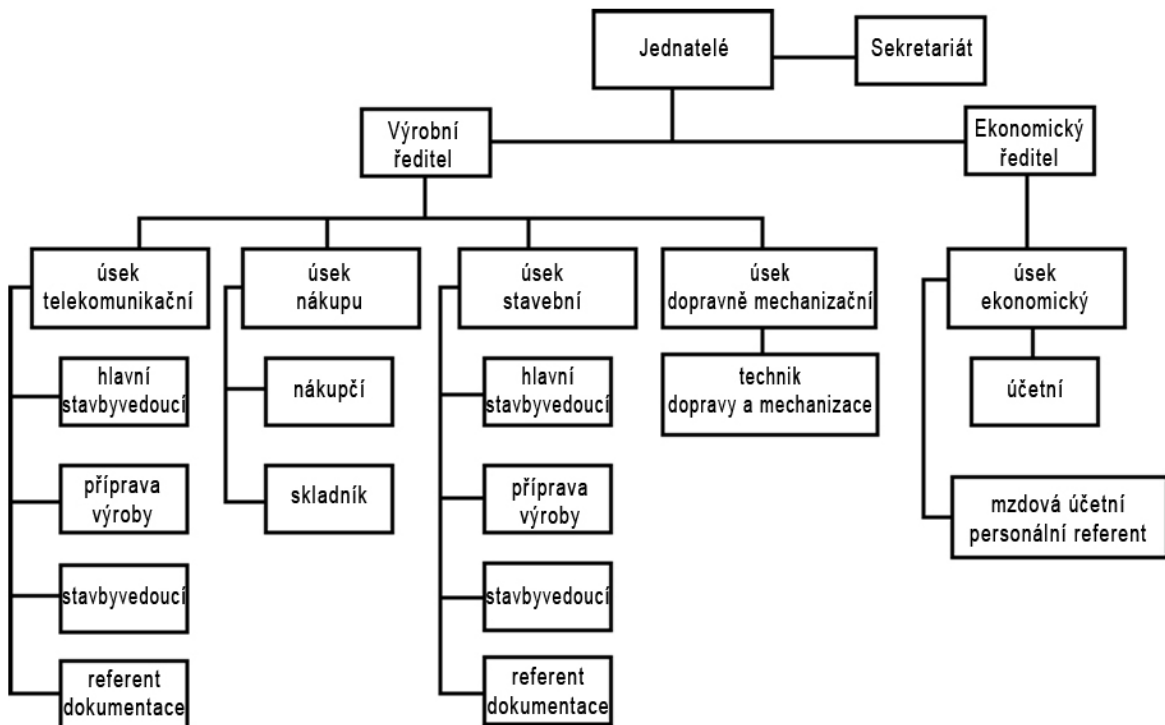 Jednatelé
Sekretariát
Výrobní
ředitel
Ekonomický
ředitel
úsek
telekomunikační
úsek
nákupu
úsek
stavební
úsek
dopravně mechanizační
úsek
ekonomický
hlavní
stavbyvedoucí
nákupčí
hlavní
stavbyvedoucí
technik
dopravy a mechanizace
účetní
příprava
výroby
skladník
příprava
výroby
mzdová účetní
personální referent
stavbyvedoucí
stavbyvedoucí
referent
dokumentace
referent
dokumentace